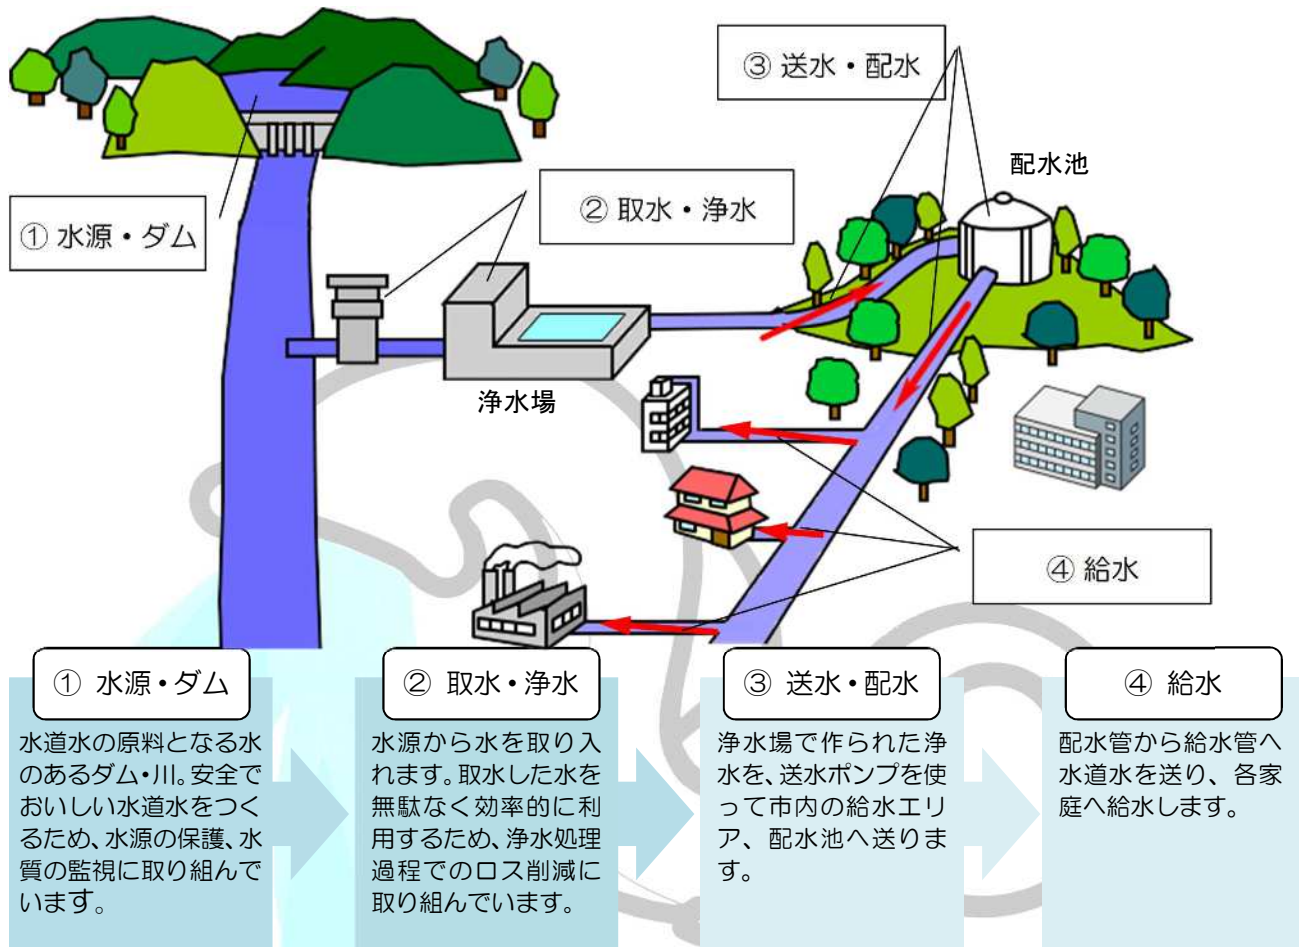 ③ 送水・配水
配水池
② 取水・浄水
① 水源・ダム
浄水場
④ 給水
① 水源・ダム
水道水の原料となる水
のあるダム・川。安全で
おいしい水道水をつく
るため、水源の保護、水
質の監視に取り組んで
います。
② 取水・浄水
水源から水を取り入
れます。取水した水を
無駄なく効率的に利
用するため、浄水処理
過程でのロス削減に
取り組んでいます。
③ 送水・配水
浄水場で作られた浄
水を、送水ポンプを使
って市内の給水エリ
ア、配水池へ送りま
す。
④ 給水
配水管から給水管へ
水道水を送り、各家
庭へ給水します。